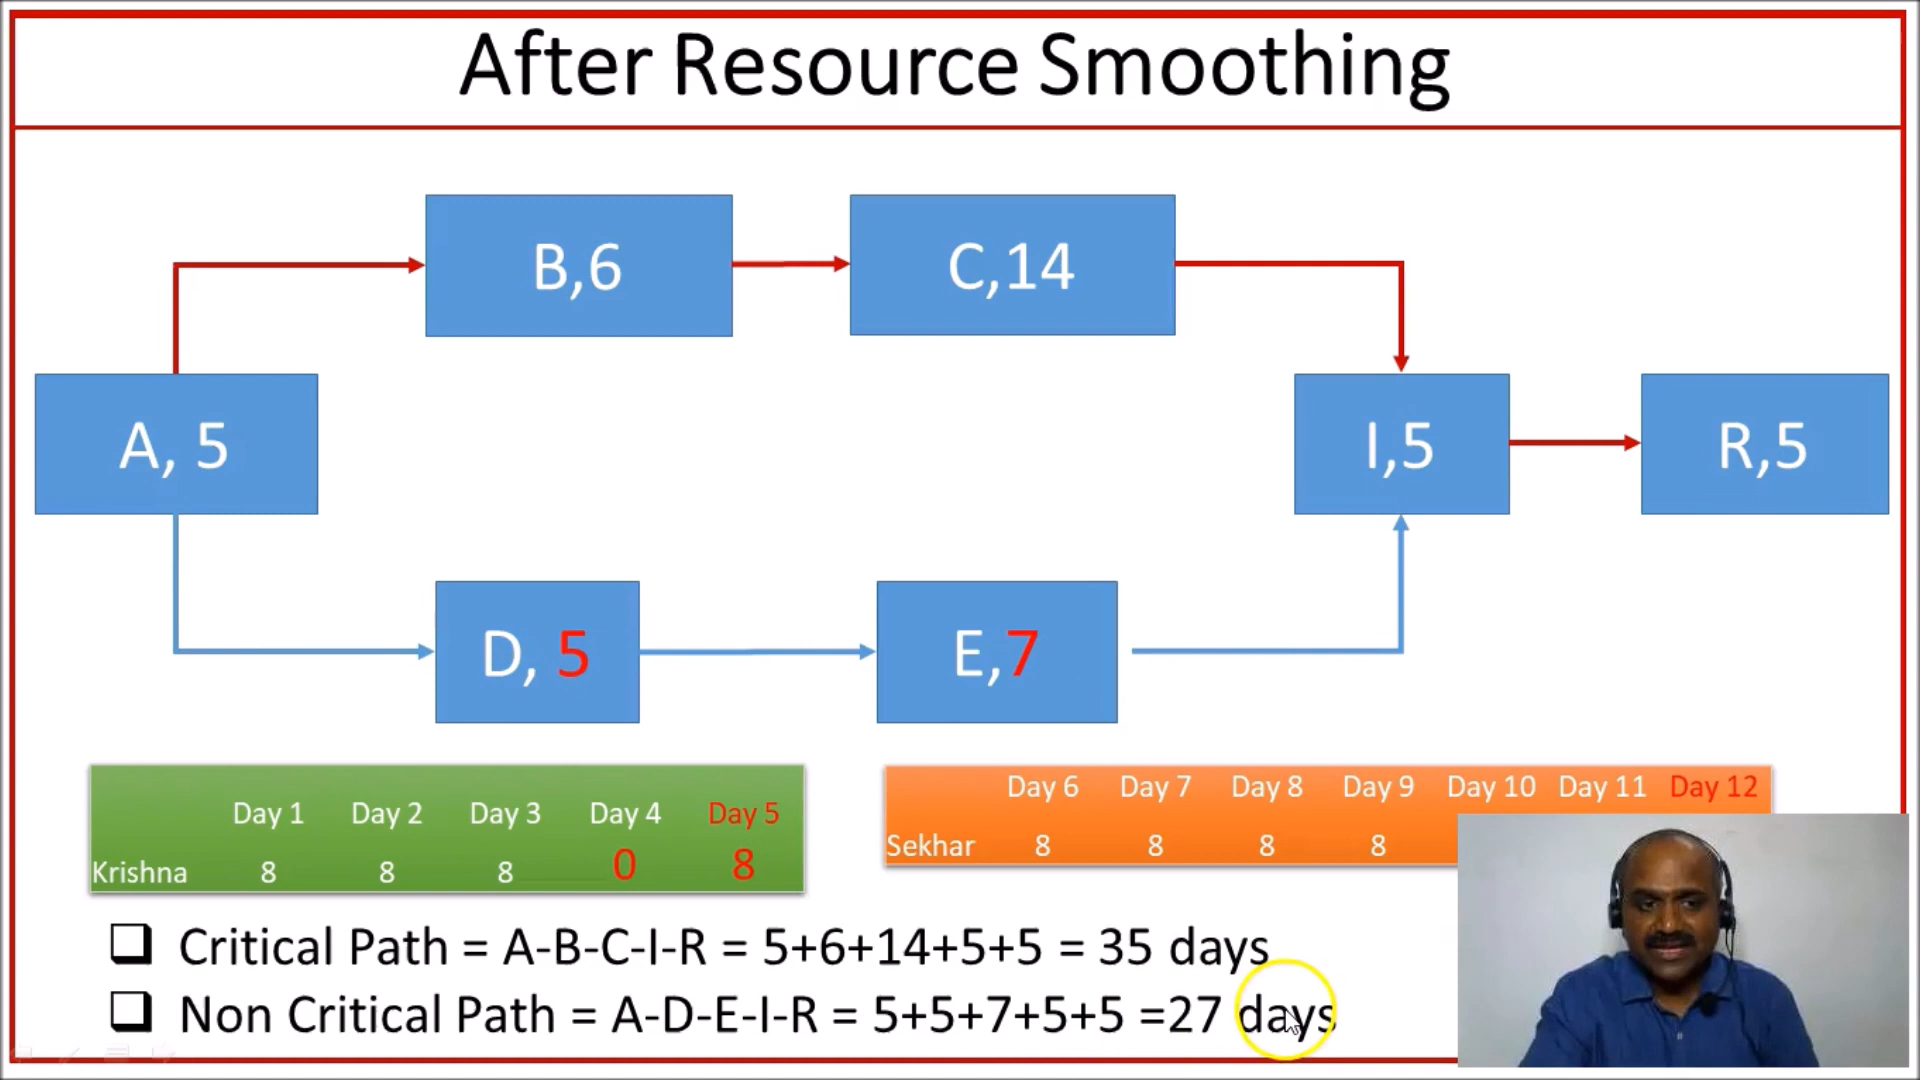 After Resource Smoothing
B,6
C,14
A, 5
I,5
R,5
D, 5
E,7
Day 1 Day 2 Day 3 Day 4 Day 5
Krishna 8 8 8 0 8
Day 6 Day 7 Day 8 Day 9 Day 10 Day 11 Day 12
Sekhar 8 8 8 8
❑ Critical Path = A-B-C-I-R = 5+6+14+5+5 = 35 days
❑ Non Critical Path = A-D-E-I-R = 5+5+7+5+5 =27 days